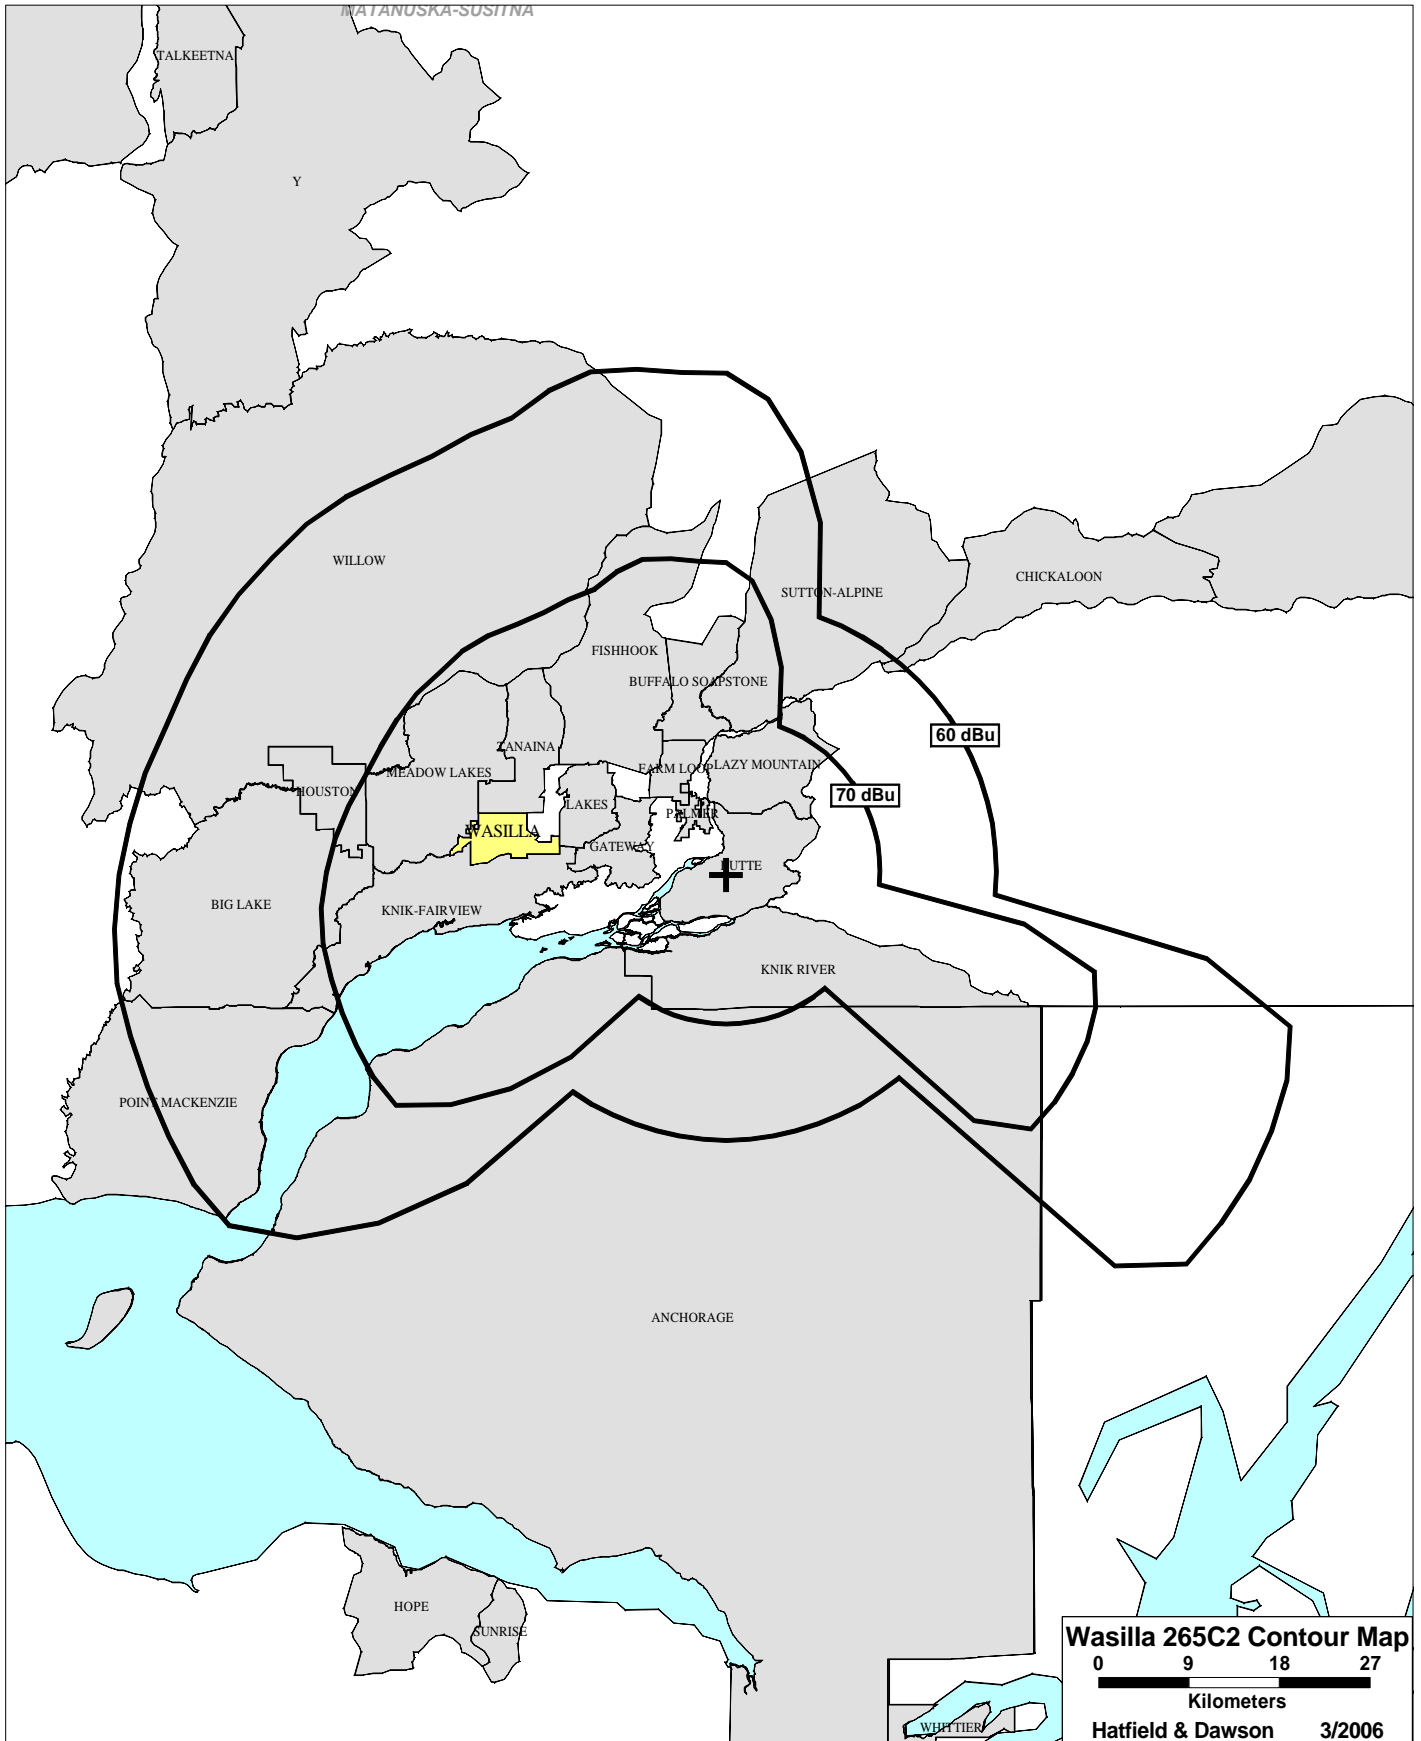 MATANUSKA-SUSITNA
TALKEETNA
Y
WILLOW
CHICKALOON
SUTTON-ALPINE
FISHHOOK
BUFFALO SOAPSTONE
60 dBu
TANAINA
MEADOW LAKES
FARM LOOP
LAZY MOUNTAIN
HOUSTON
70 dBu
LAKES
PALMER
WASILLA
GATEWAY
BUTTE
BIG LAKE
KNIK-FAIRVIEW
KNIK RIVER
POINT MACKENZIE
ANCHORAGE
HOPE
SUNRISE
WHITTIER
Wasilla 265C2 Contour Map
0 9 18 27
Kilometers
Hatfield & Dawson 3/2006